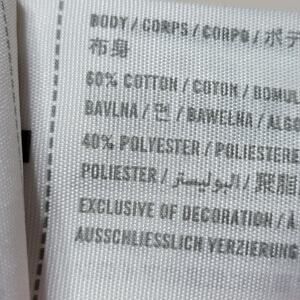 BODY / CORPS / CORPO / ボデ
布身
60% COTTON / COTON / BOMUL
BAVLNA / 면 / BAWEŁNA / ALGO
40% POLYESTER / POLIESTERE
POLIESTER / البوليستر / 聚脂
EXCLUSIVE OF DECORATION / À
AUSSCHLIESSLICH VERZIERUNG